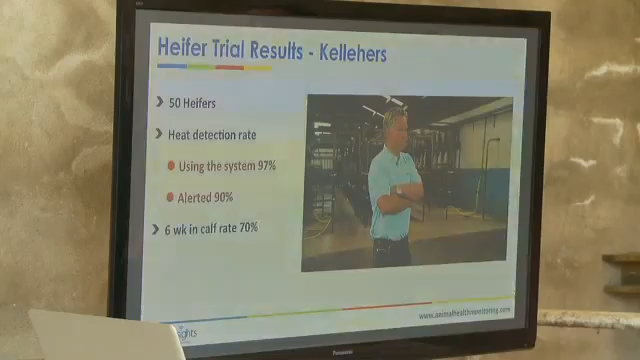 Heifer Trial Results - Kellehers
50 Heifers
Heat detection rate
Using the system 97%
Alerted 90%
6 wk in calf rate 70%
www.animalhealthmonitoring.com
Panasonic